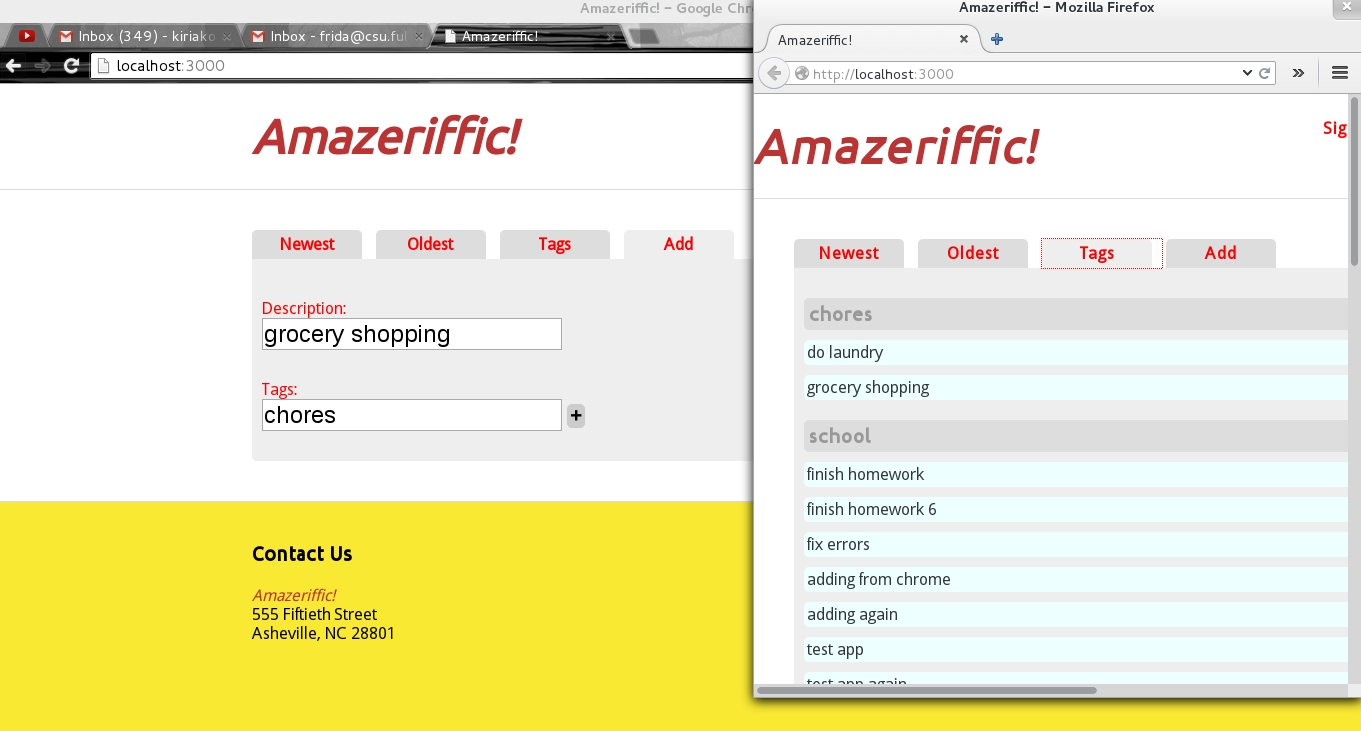 Amazeriffic! – Google Chr
Inbox (349) - kiriako
Inbox - frida@csu.ful
Amazeriffic!
localhost:3000
Amazeriffic!
Newest
Oldest
Tags
Add
Description:
grocery shopping
Tags:
chores
+
Contact Us
Amazeriffic!
555 Fiftieth Street
Asheville, NC 28801
Amazeriffic! – Mozilla Firefox
Amazeriffic!
http://localhost:3000
Amazeriffic!
Sig
Newest
Oldest
Tags
Add
chores
do laundry
grocery shopping
school
finish homework
finish homework 6
fix errors
adding from chrome
adding again
test app
test app again